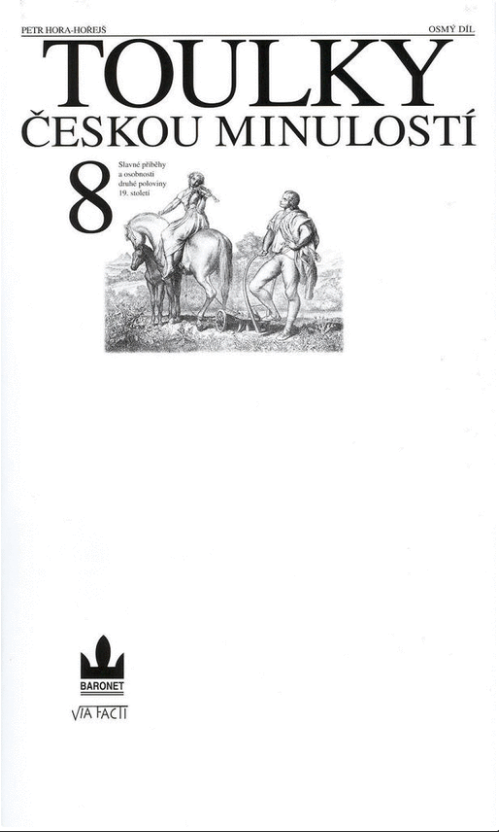 PETR HORA-HOŘEJŠ OSMÝ DÍL
TOULKY
ČESKOU MINULOSTÍ
8
Slavné příběhy
a osobnosti
druhé poloviny
19. století
BARONET
VIA FACTI